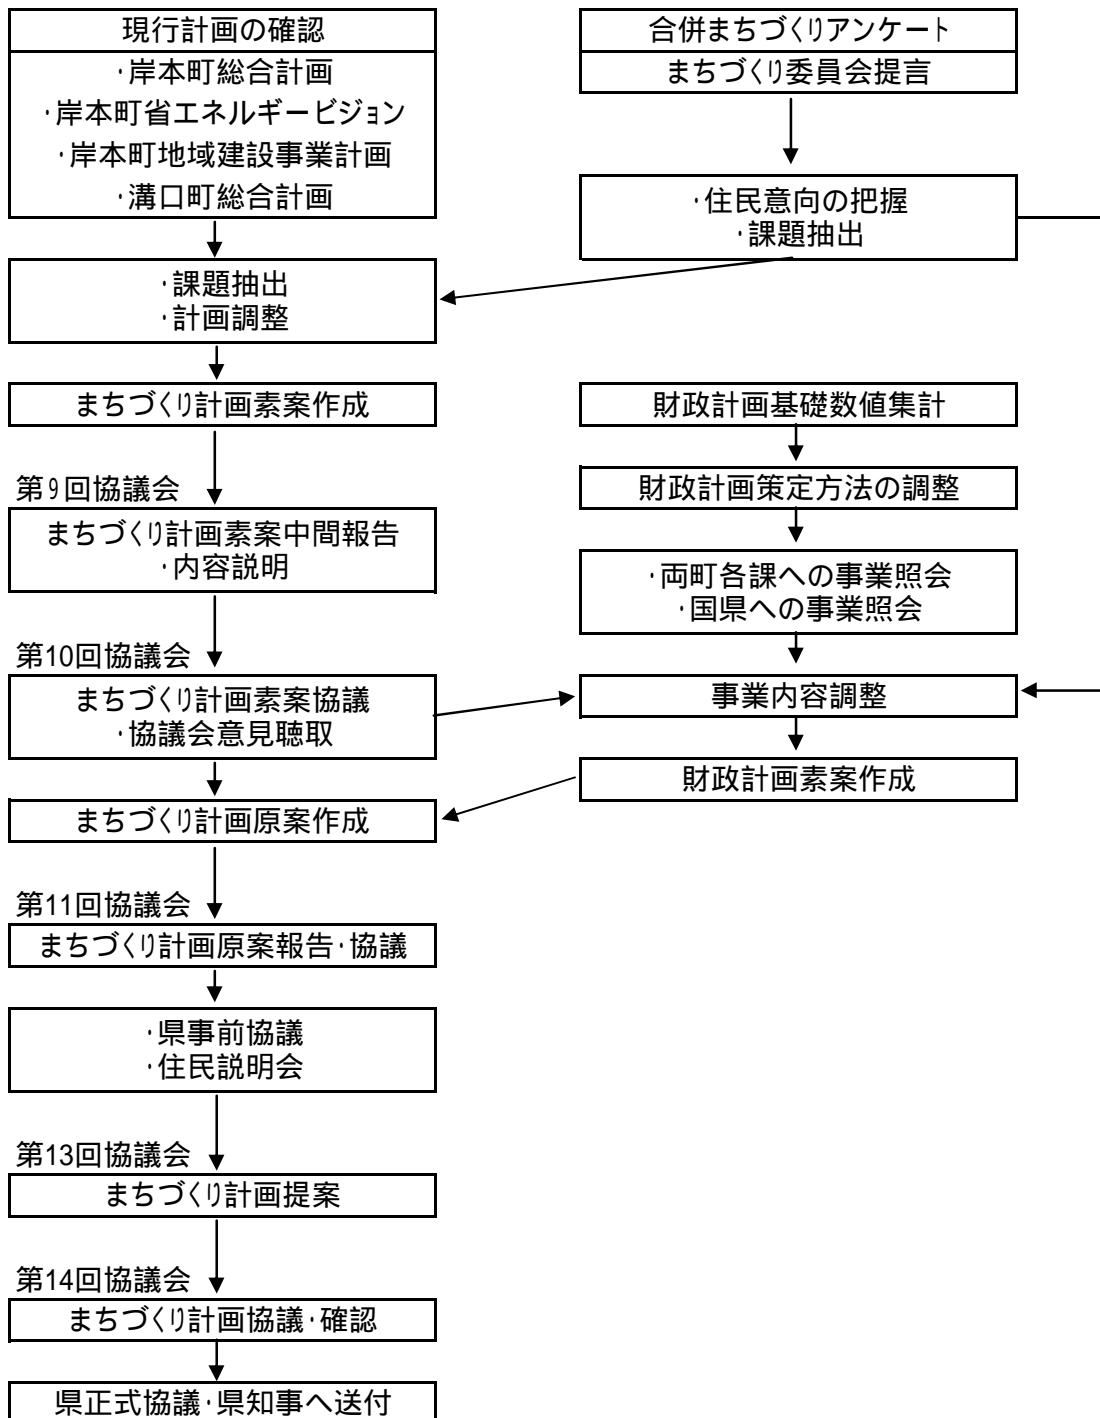 現行計画の確認
・岸本町総合計画
・岸本町省エネルギービジョン
・岸本町地域建設事業計画
・溝口町総合計画
合併まちづくりアンケート
まちづくり委員会提言
・住民意向の把握
・課題抽出
・課題抽出
・計画調整
まちづくり計画素案作成
第9回協議会
まちづくり計画素案中間報告
・内容説明
第10回協議会
まちづくり計画素案協議
・協議会意見聴取
まちづくり計画原案作成
財政計画基礎数値集計
財政計画策定方法の調整
・両町各課への事業照会
・国県への事業照会
事業内容調整
財政計画素案作成
第11回協議会
まちづくり計画原案報告・協議
・県事前協議
・住民説明会
第13回協議会
まちづくり計画提案
第14回協議会
まちづくり計画協議・確認
県正式協議・県知事へ送付